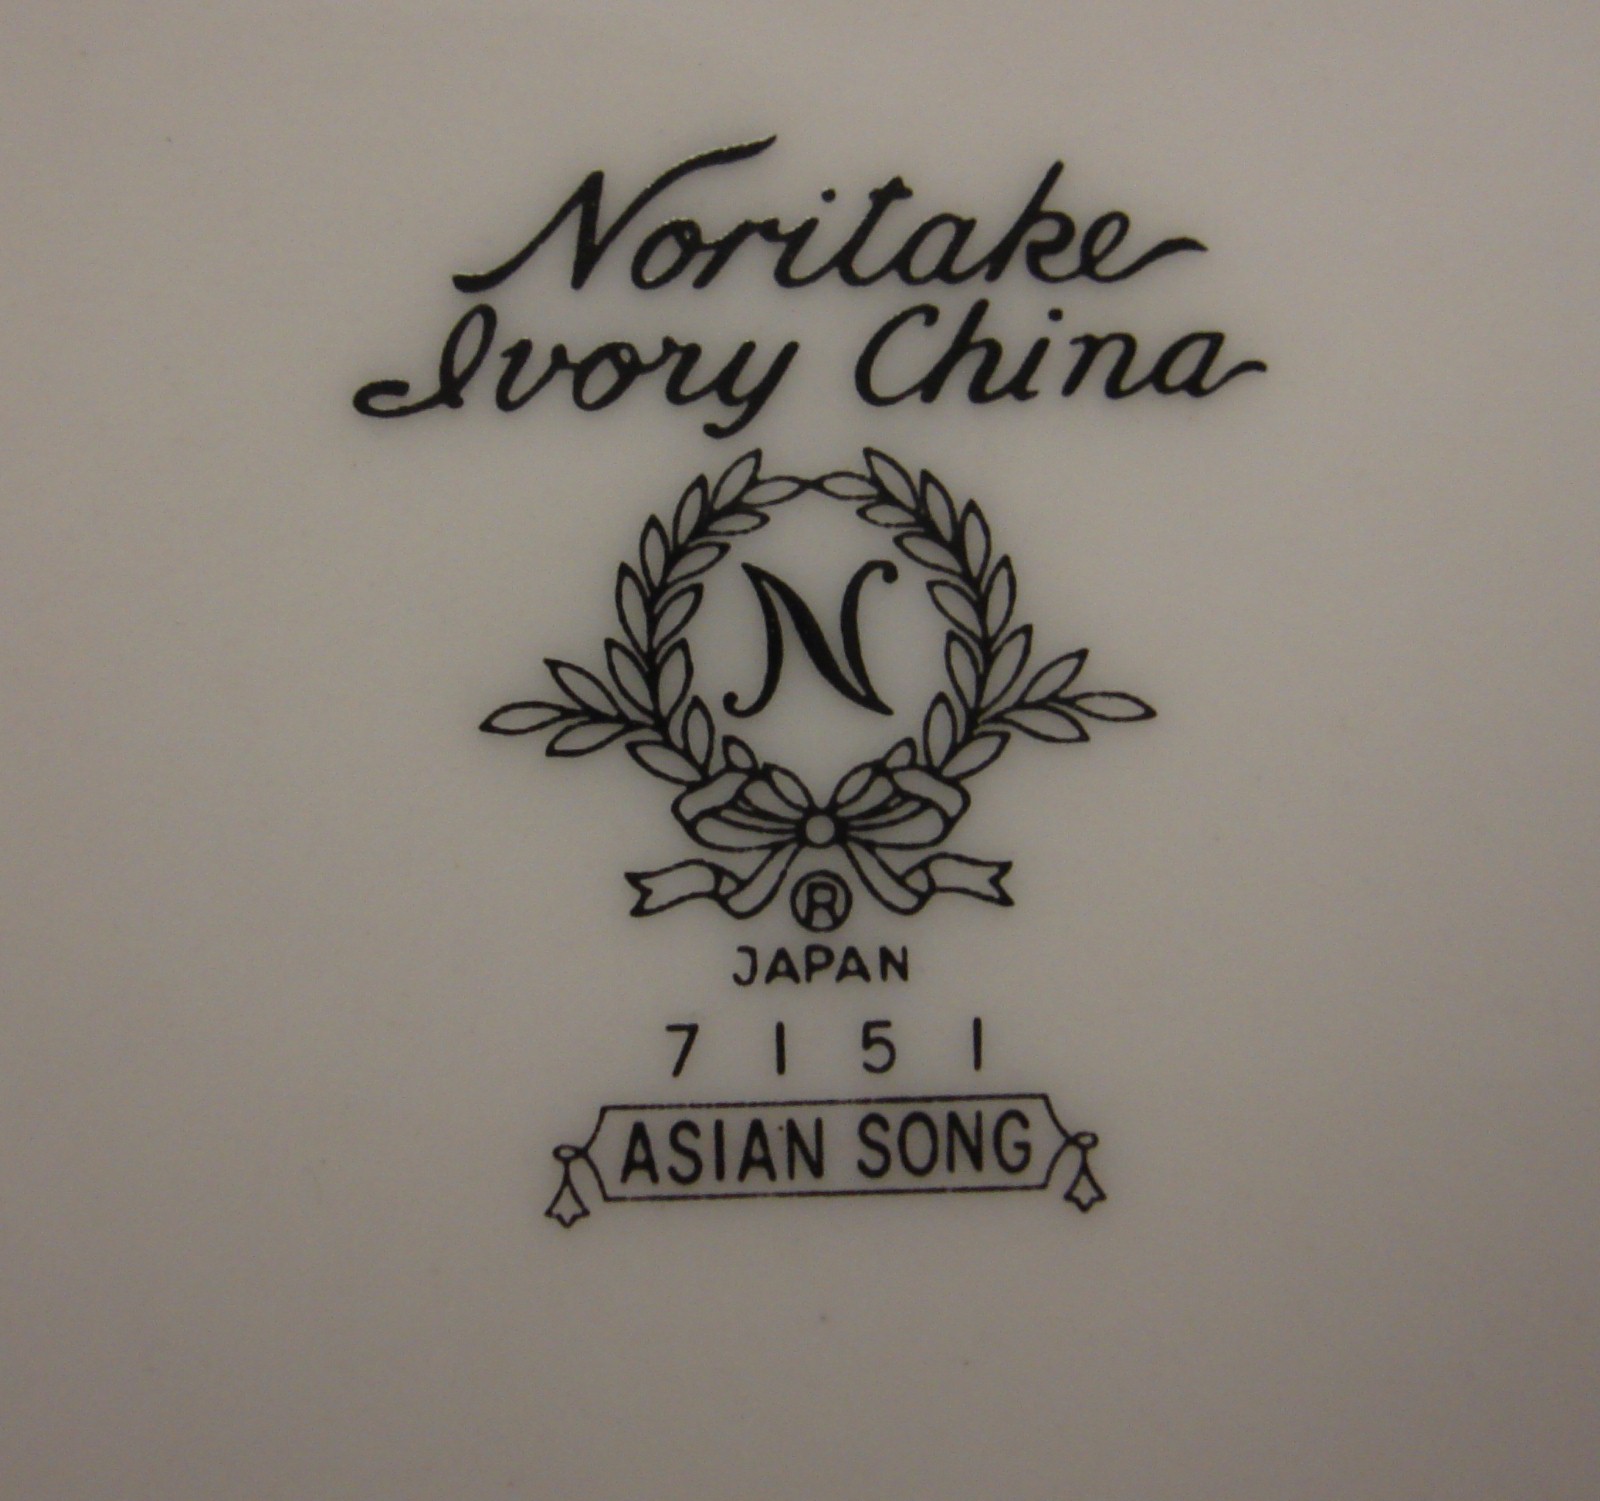 Noritake
Ivory China
N
®
JAPAN
7151
ASIAN SONG